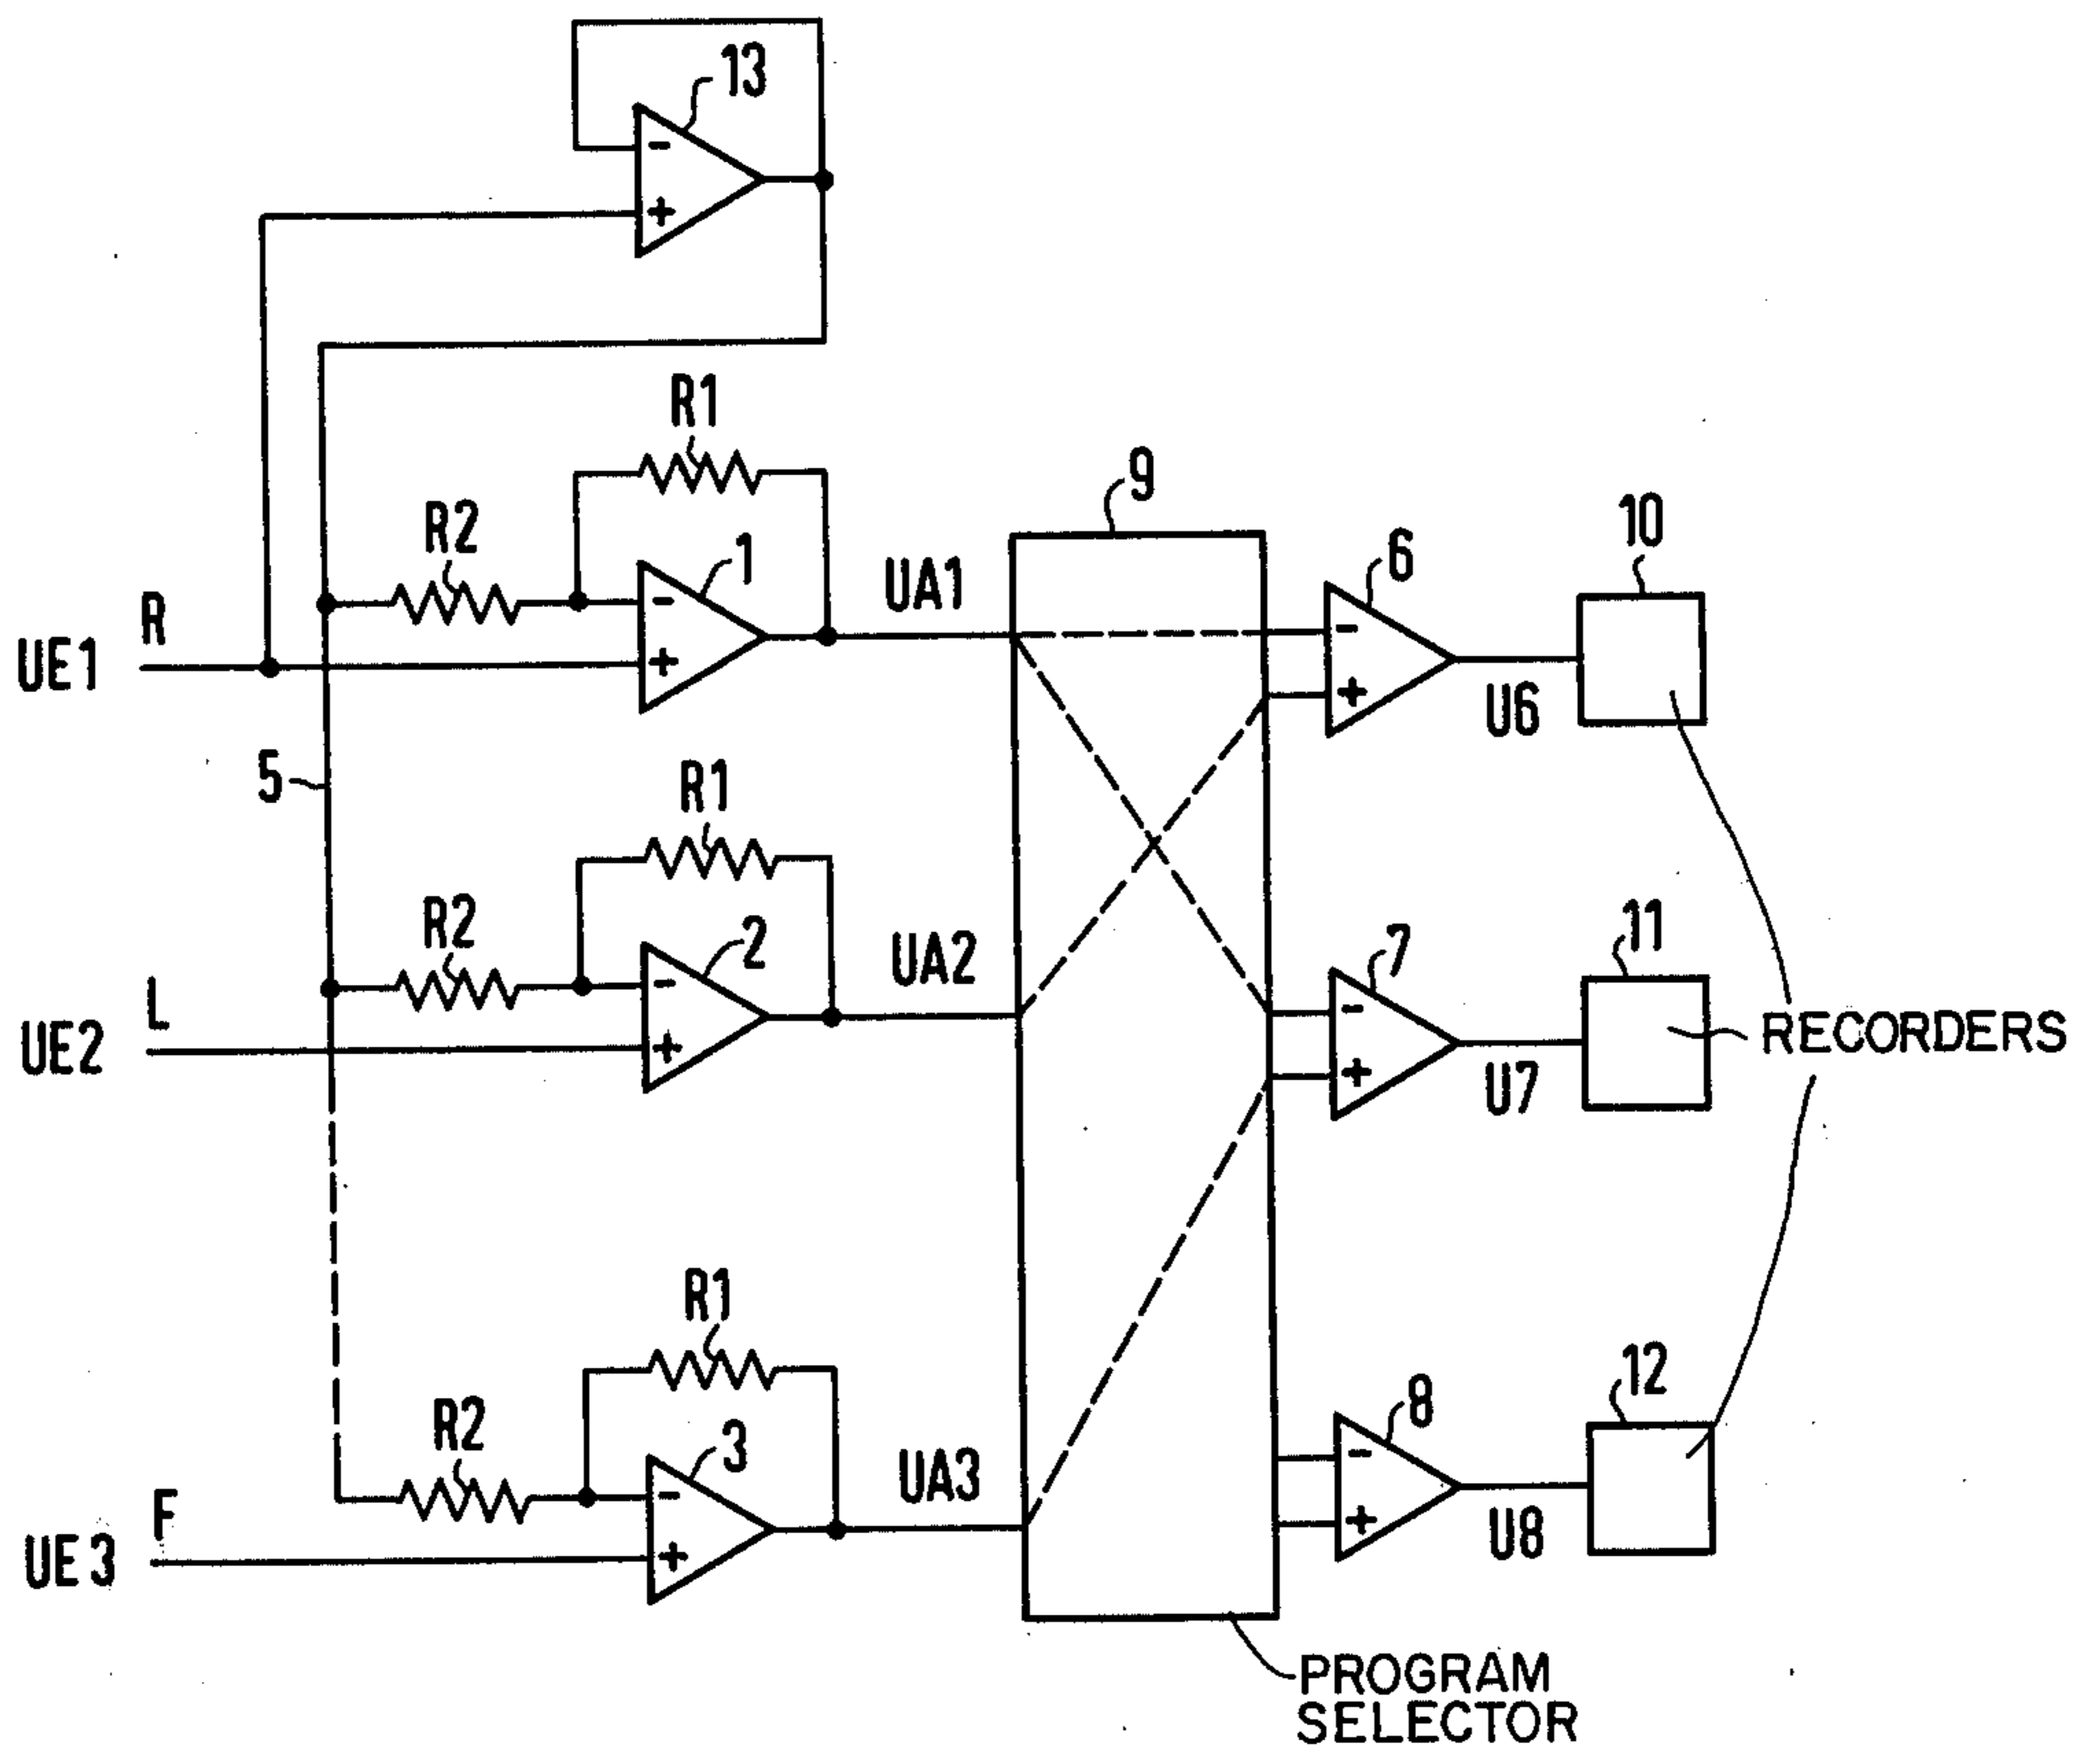 13
-
+
R1
R2
1
-
+
UA1
9
6
-
+
10
R
UE1
U6
5
R1
R2
2
-
+
UA2
7
-
+
11
L
UE2
U7
RECORDERS
R1
R2
3
-
+
UA3
8
-
+
12
F
UE3
U8
PROGRAM
SELECTOR